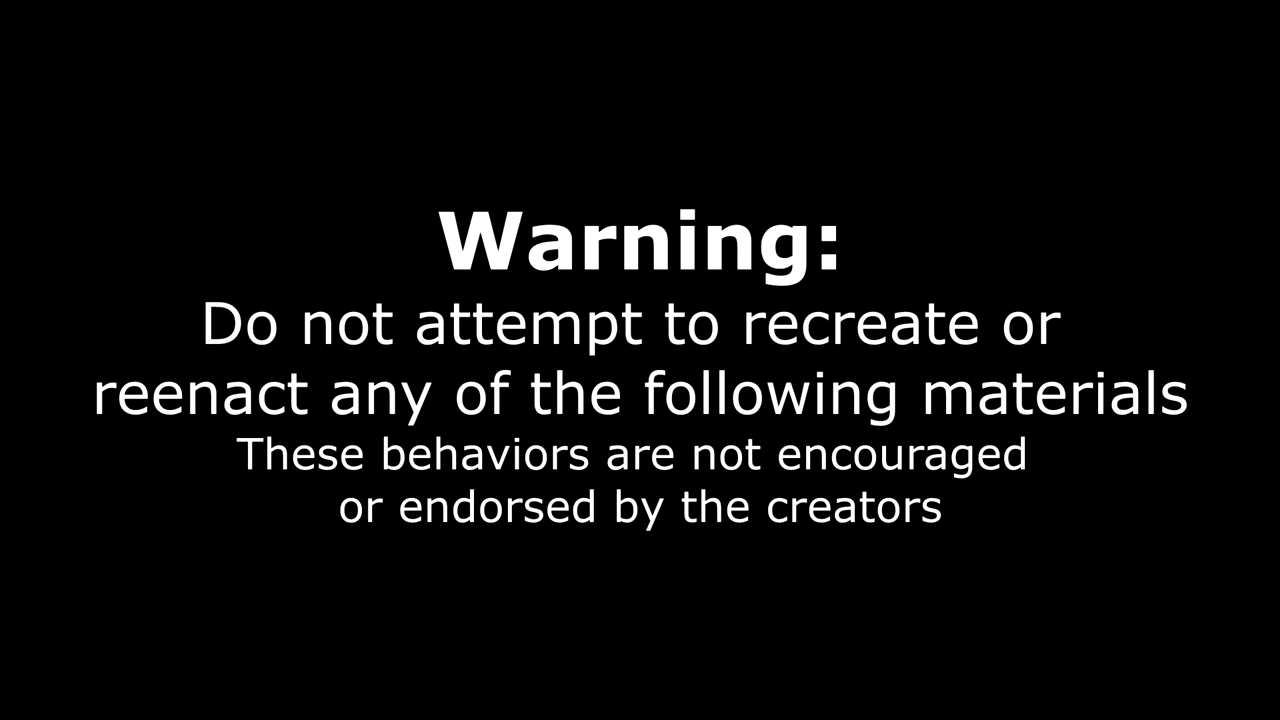 Warning:
Do not attempt to recreate or
reenact any of the following materials
These behaviors are not encouraged
or endorsed by the creators